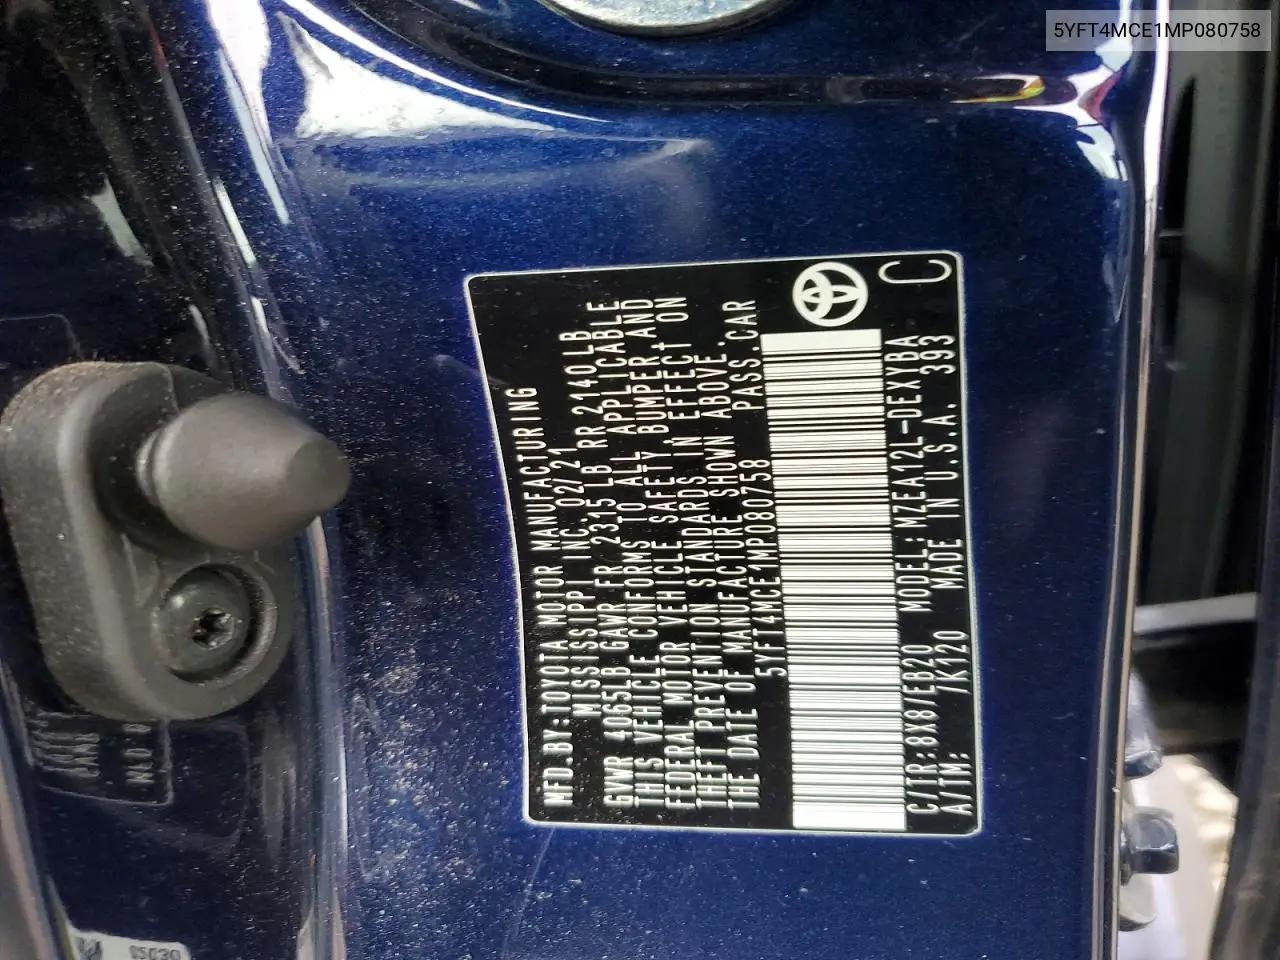 5YFT4MCE1MP080758
MFD.BY:TOYOTA MOTOR MANUFACTURING
MISSISSIPPI INC. 02/21
GVWR 4065LB GAWR FR 2315LB RR 2140LB
THIS VEHICLE CONFORMS TO ALL APPLICABLE
FEDERAL MOTOR VEHICLE SAFETY, BUMPER AND
THEFT PREVENTION STANDARDS IN EFFECT ON
THE DATE OF MANUFACTURE SHOWN ABOVE.
5YFT4MCE1MP080758 PASS.CAR
C/TR:8X8/EB20 MODEL:MZEA12L-DEXYBA
A/TM: /K120 MADE IN U.S.A. 393
C